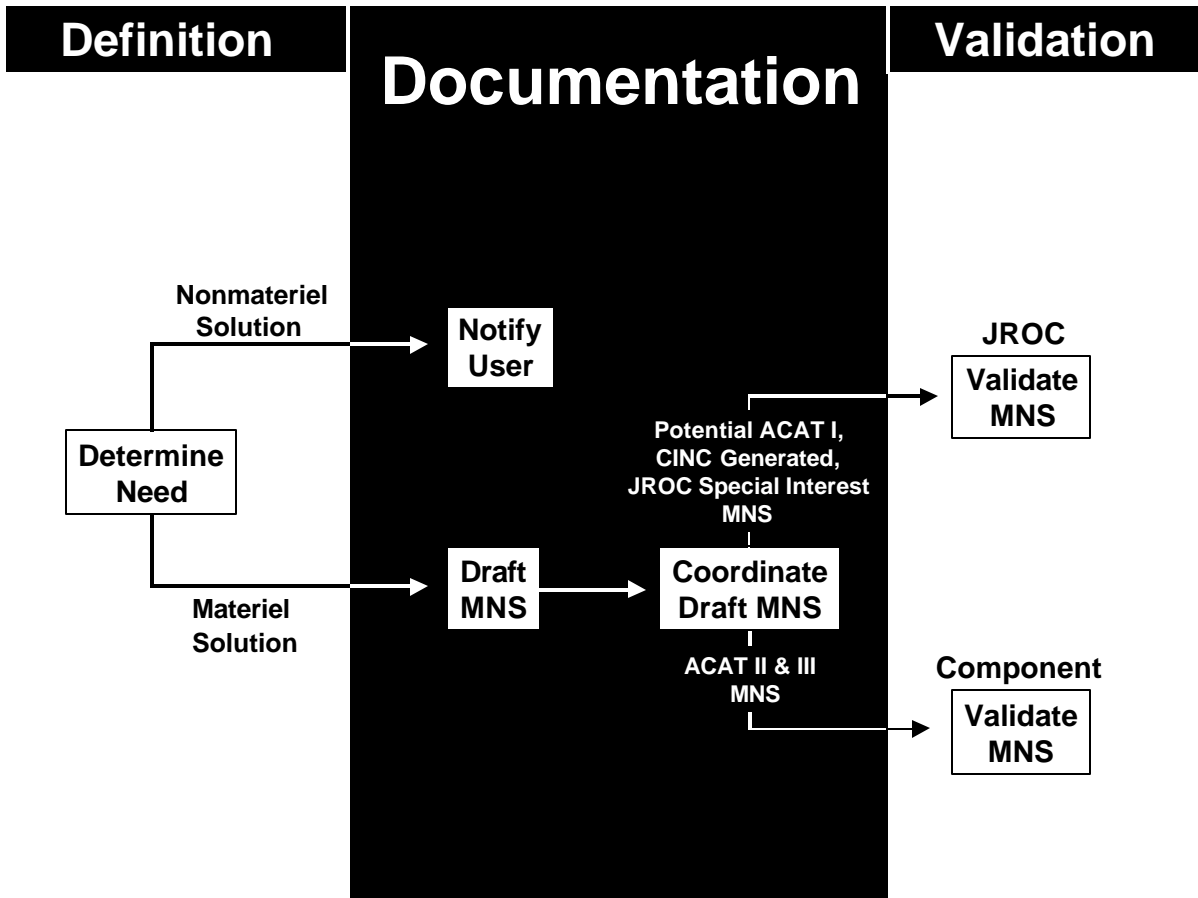 Definition
Documentation
Validation
Nonmateriel
Solution
Notify
User
JROC
Validate
MNS
Potential ACAT I,
CINC Generated,
JROC Special Interest
MNS
Determine
Need
Draft
MNS
Coordinate
Draft MNS
Materiel
Solution
ACAT II & III
MNS
Component
Validate
MNS